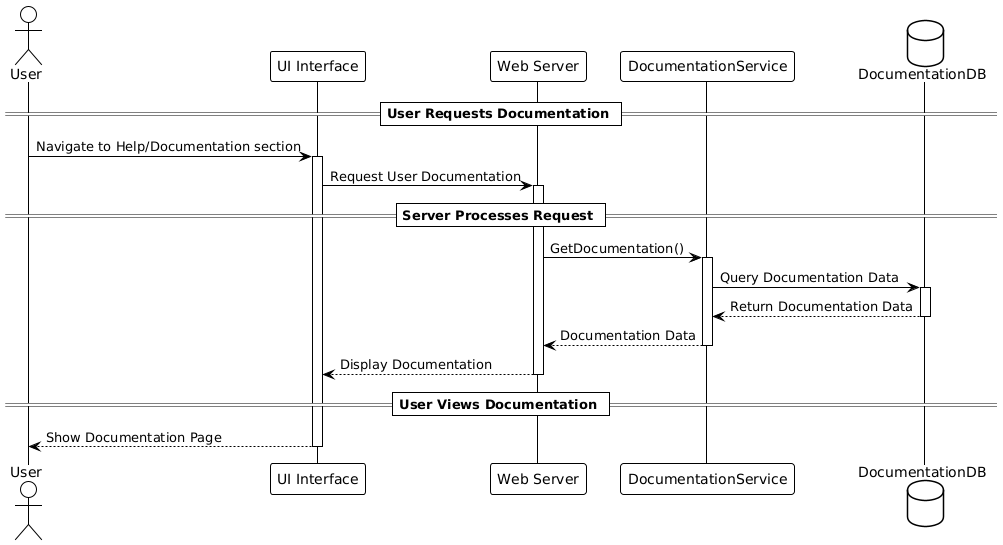 User
UI Interface
Web Server
DocumentationService
DocumentationDB
User Requests Documentation
Navigate to Help/Documentation section
Request User Documentation
Server Processes Request
GetDocumentation()
Query Documentation Data
Return Documentation Data
Documentation Data
Display Documentation
User Views Documentation
Show Documentation Page
User
UI Interface
Web Server
DocumentationService
DocumentationDB